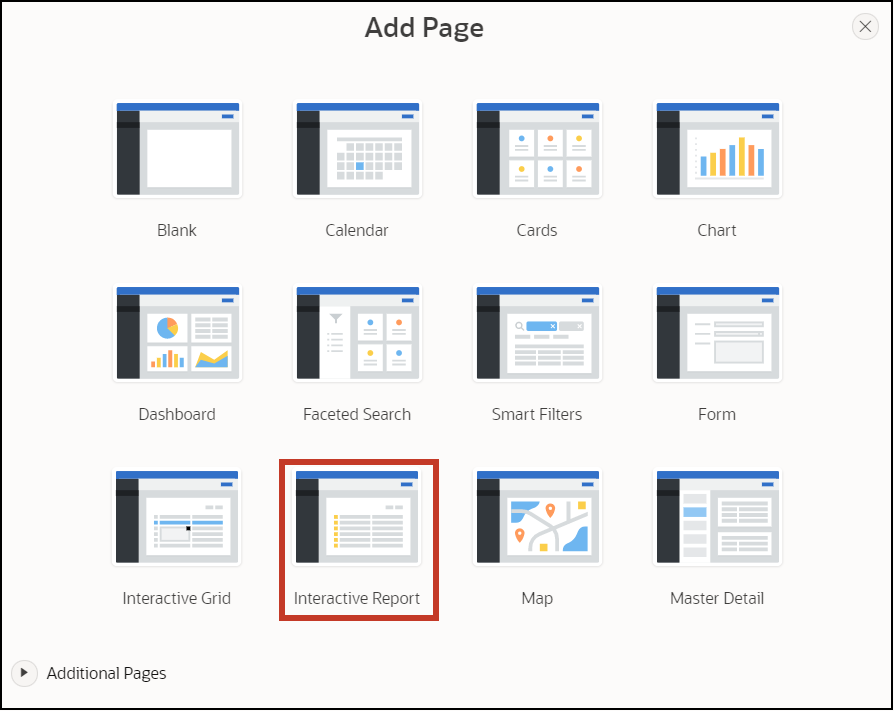 Add Page
Blank
Calendar
Cards
Chart
Dashboard
Faceted Search
Smart Filters
Form
Interactive Grid
Interactive Report
Map
Master Detail
Additional Pages